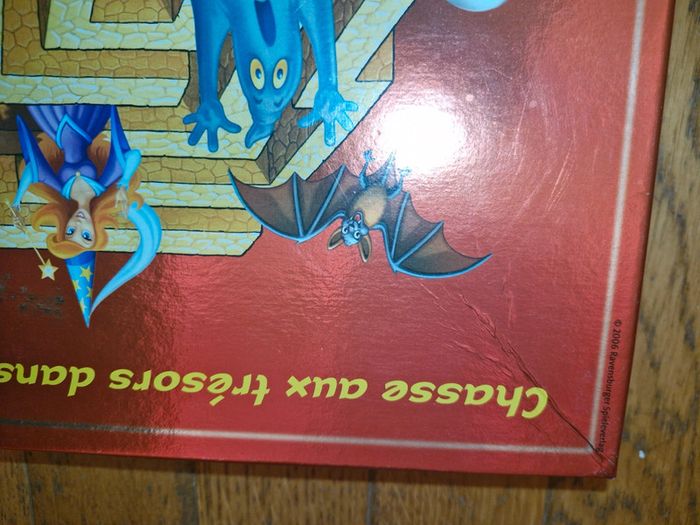 Chasse aux trésors dans
© 2006 Ravensburger Spieleverlag